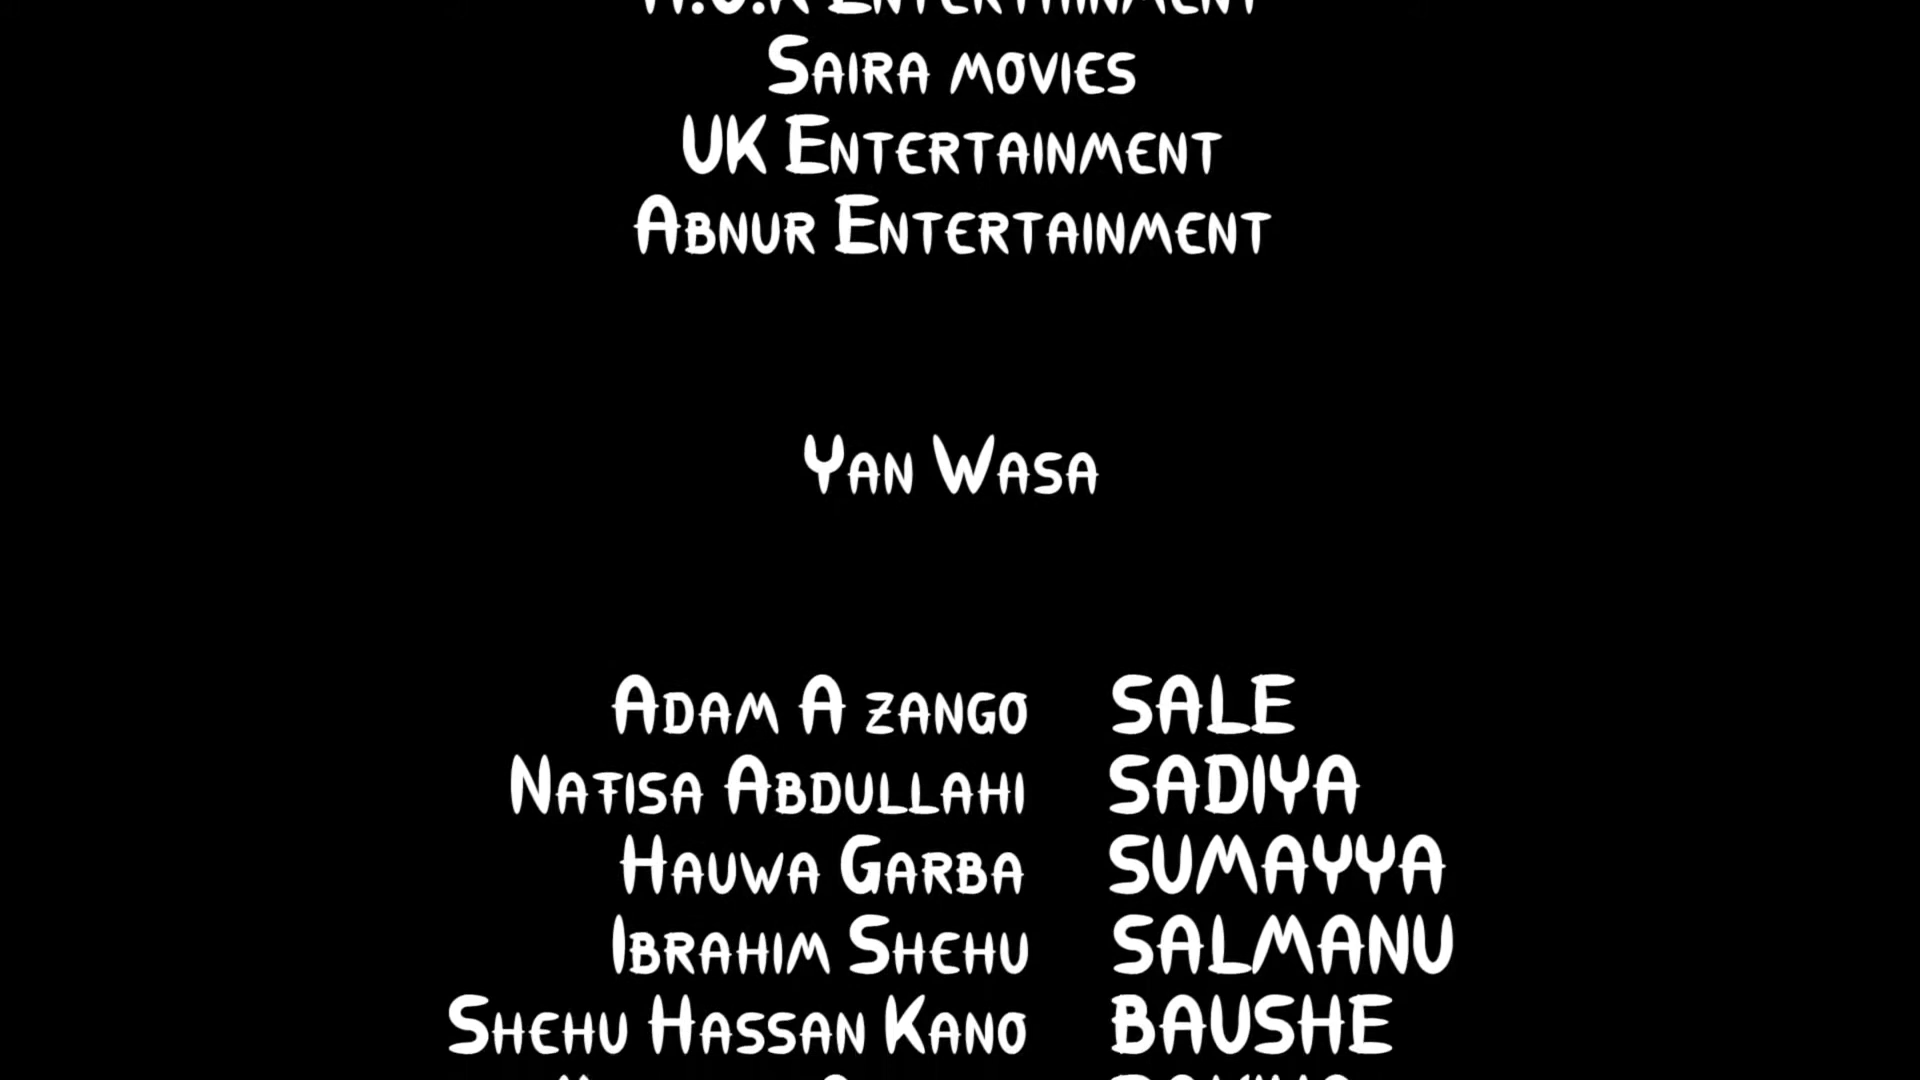 Entertainment
Saira movies
UK Entertainment
Abnur Entertainment
Yan Wasa
Adam A zango SALE
Nafisa Abdullahi SADIYA
Hauwa Garba SUMAYYA
Ibrahim Shehu SALMANU
Shehu Hassan Kano BAUSHE